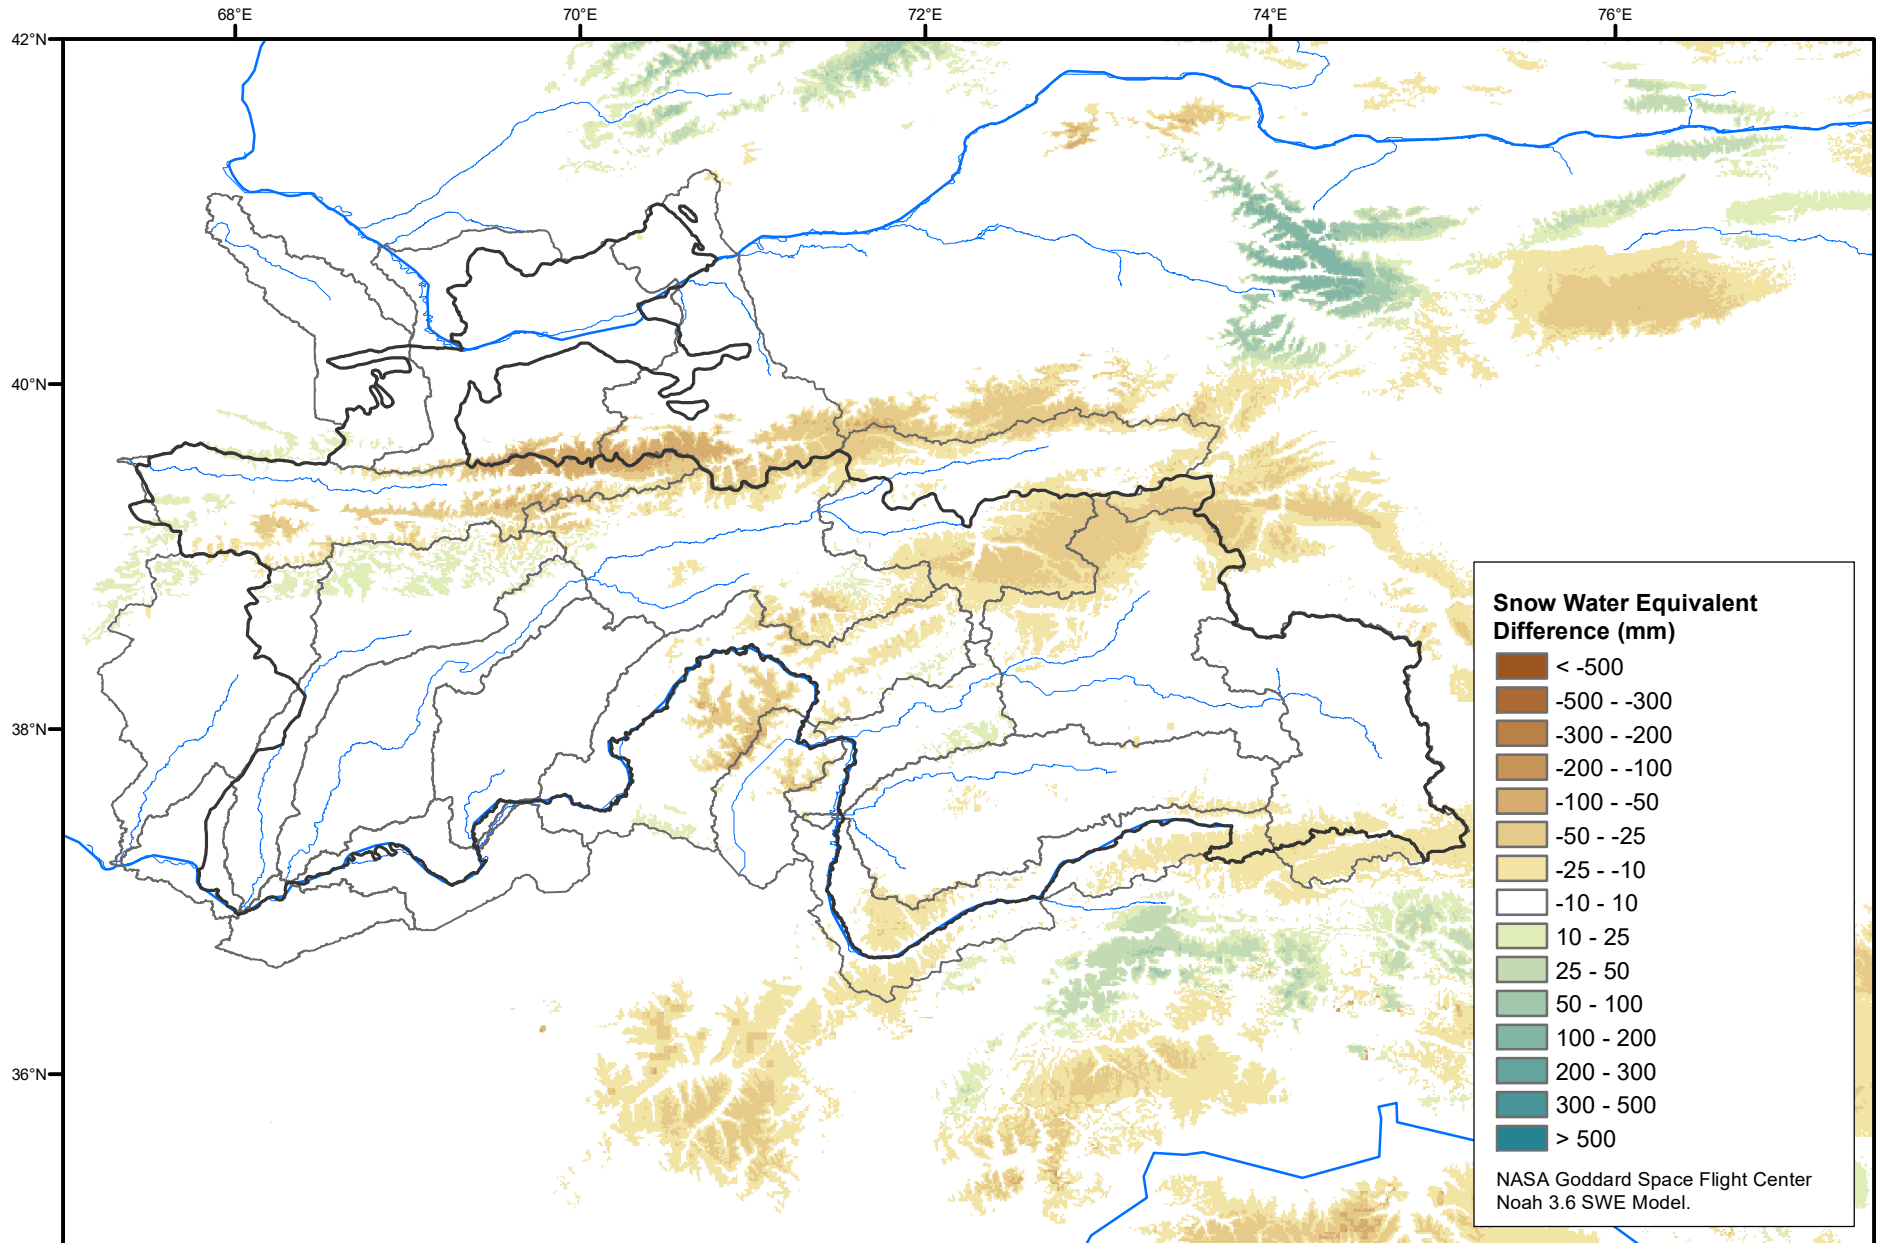 68°E
70°E
72°E
74°E
76°E
42°N
40°N
38°N
36°N
Snow Water Equivalent
Difference (mm)
< -500
-500 - -300
-300 - -200
-200 - -100
-100 - -50
-50 - -25
-25 - -10
-10 - 10
10 - 25
25 - 50
50 - 100
100 - 200
200 - 300
300 - 500
> 500
NASA Goddard Space Flight Center
Noah 3.6 SWE Model.